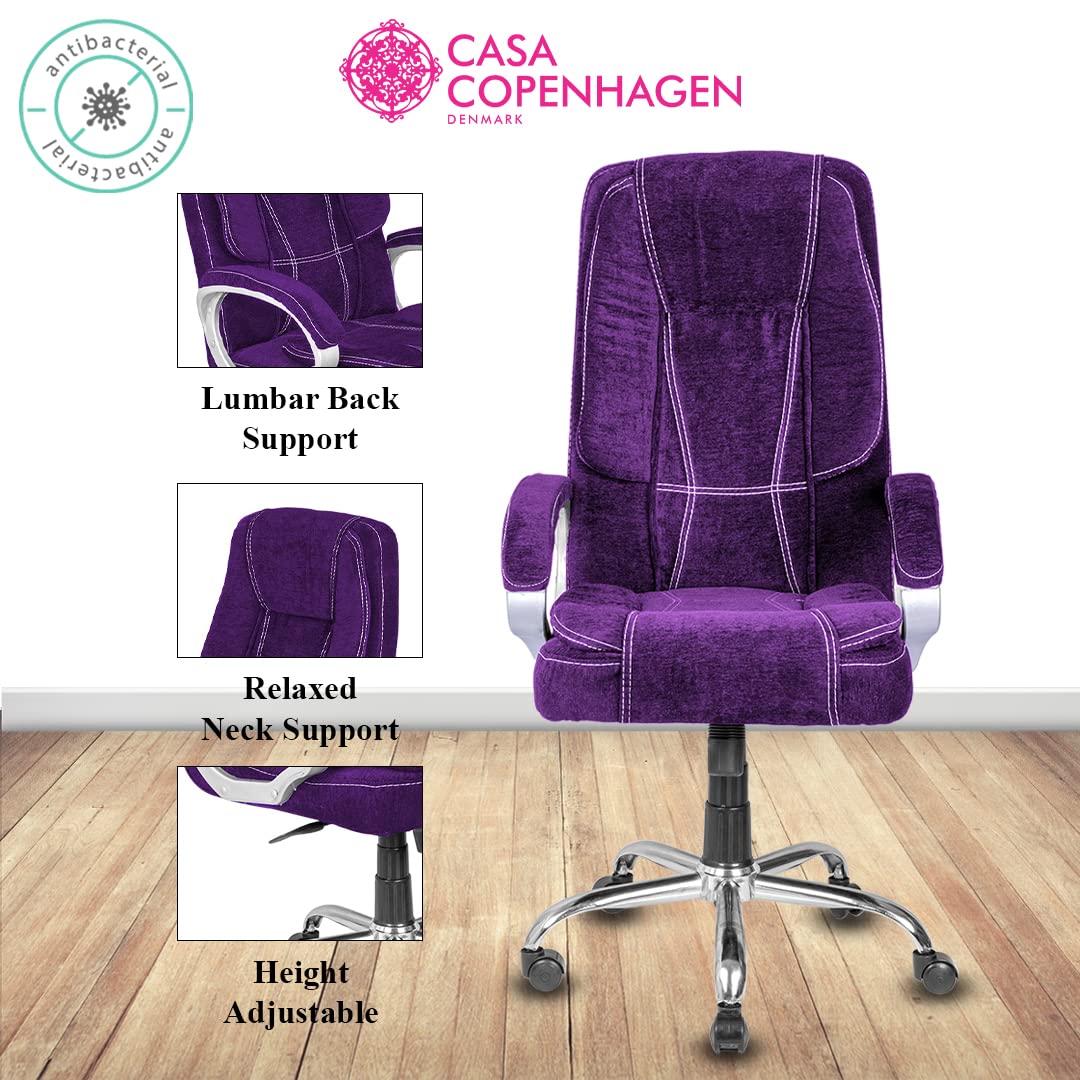 antibacterial
antibacterial
CASA
COPENHAGEN
DENMARK
Lumbar Back
Support
Relaxed
Neck Support
Height
Adjustable